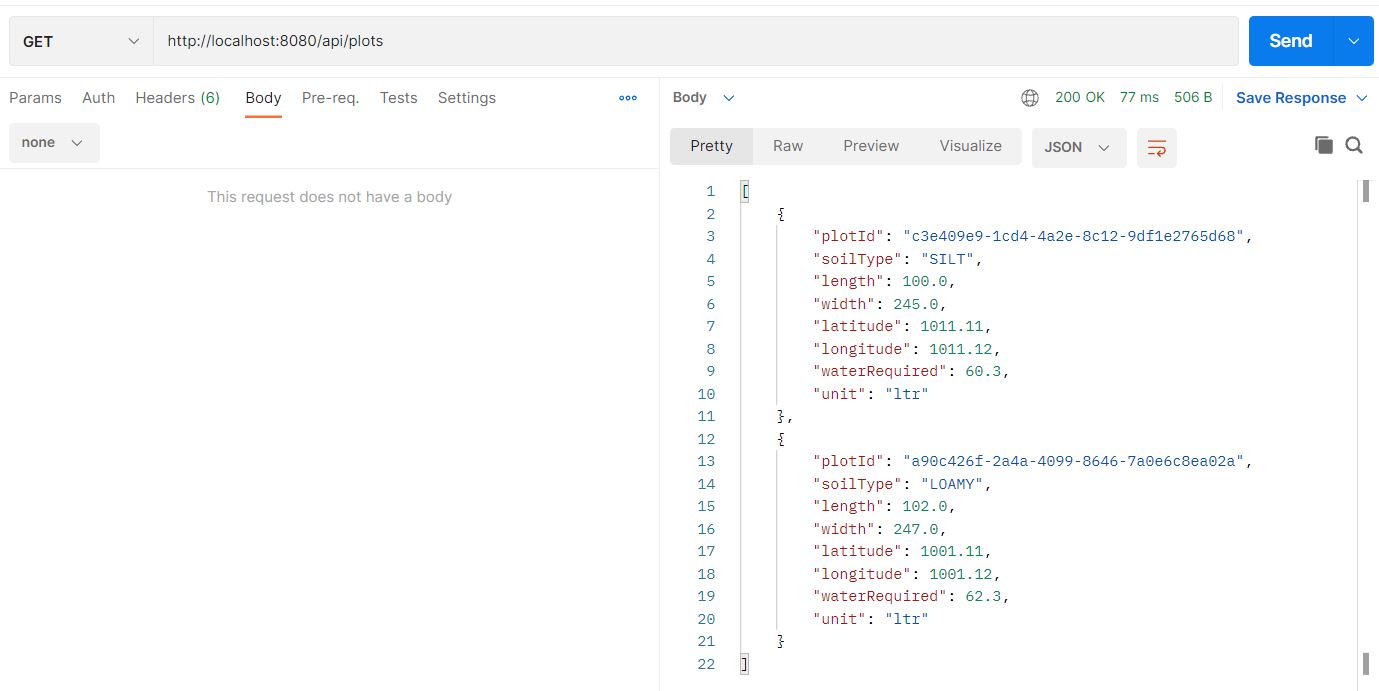 GET http://localhost:8080/api/plots Send
Params Auth Headers (6) Body Pre-req. Tests Settings
none
This request does not have a body
Body 200 OK 77 ms 506 B Save Response
Pretty Raw Preview Visualize JSON
1 [
2 {
3 "plotId": "c3e409e9-1cd4-4a2e-8c12-9df1e2765d68",
4 "soilType": "SILT",
5 "length": 100.0,
6 "width": 245.0,
7 "latitude": 1011.11,
8 "longitude": 1011.12,
9 "waterRequired": 60.3,
10 "unit": "ltr"
11 },
12 {
13 "plotId": "a90c426f-2a4a-4099-8646-7a0e6c8ea02a",
14 "soilType": "LOAMY",
15 "length": 102.0,
16 "width": 247.0,
17 "latitude": 1001.11,
18 "longitude": 1001.12,
19 "waterRequired": 62.3,
20 "unit": "ltr"
21 }
22 ]